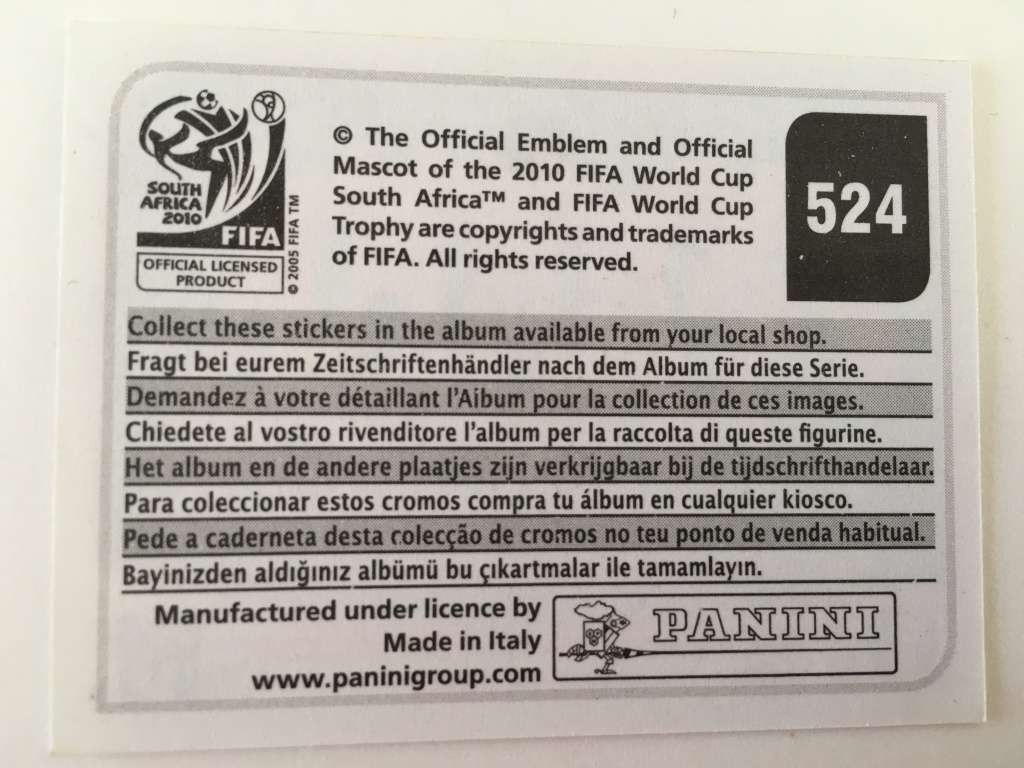 SOUTH
AFRICA
2010
FIFA
OFFICIAL LICENSED
PRODUCT
© 2005 FIFA TM
© The Official Emblem and Official
Mascot of the 2010 FIFA World Cup
South Africa™ and FIFA World Cup
Trophy are copyrights and trademarks
of FIFA. All rights reserved.
524
Collect these stickers in the album available from your local shop.
Fragt bei eurem Zeitschriftenhändler nach dem Album für diese Serie.
Demandez à votre détaillant l'Album pour la collection de ces images.
Chiedete al vostro rivenditore l'album per la raccolta di queste figurine.
Het album en de andere plaatjes zijn verkrijgbaar bij de tijdschrifthandelaar.
Para coleccionar estos cromos compra tu álbum en cualquier kiosco.
Pede a caderneta desta colecção de cromos no teu ponto de venda habitual.
Bayinizden aldığınız albümü bu çıkartmalar ile tamamlayın.
Manufactured under licence by
Made in Italy
www.paninigroup.com
PANINI